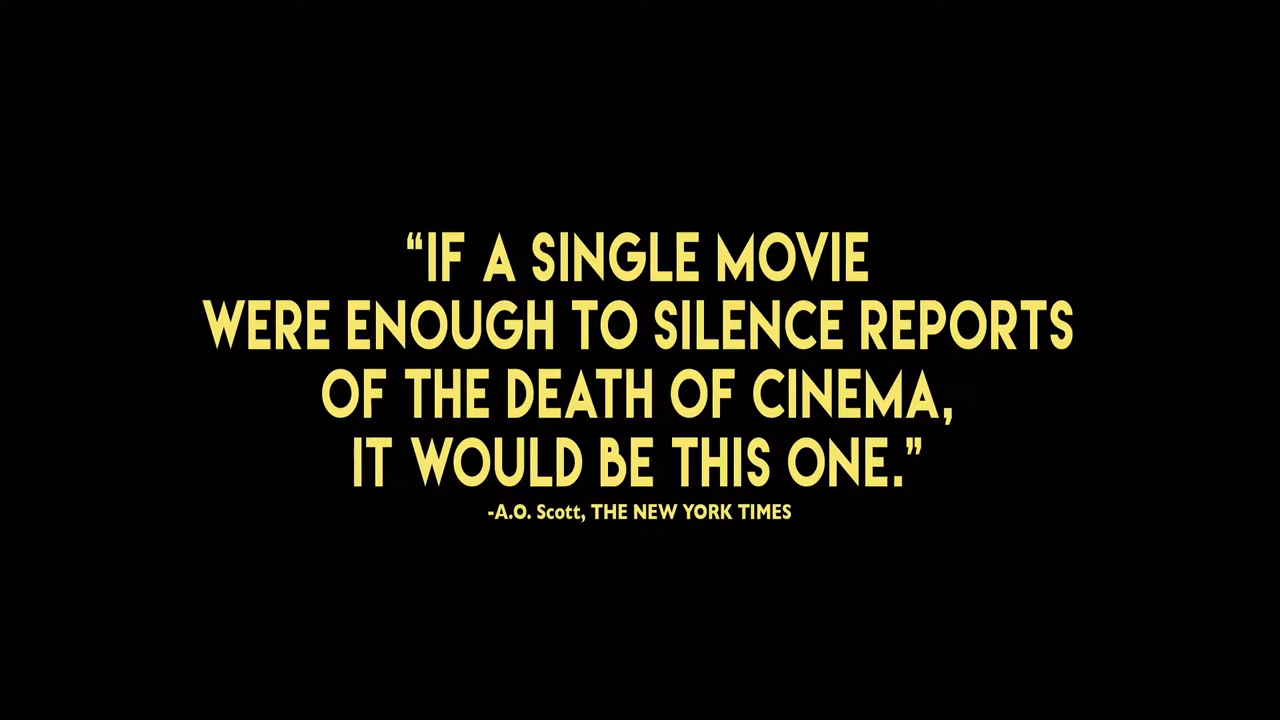 “IF A SINGLE MOVIE
WERE ENOUGH TO SILENCE REPORTS
OF THE DEATH OF CINEMA,
IT WOULD BE THIS ONE.”
-A.O. Scott, THE NEW YORK TIMES